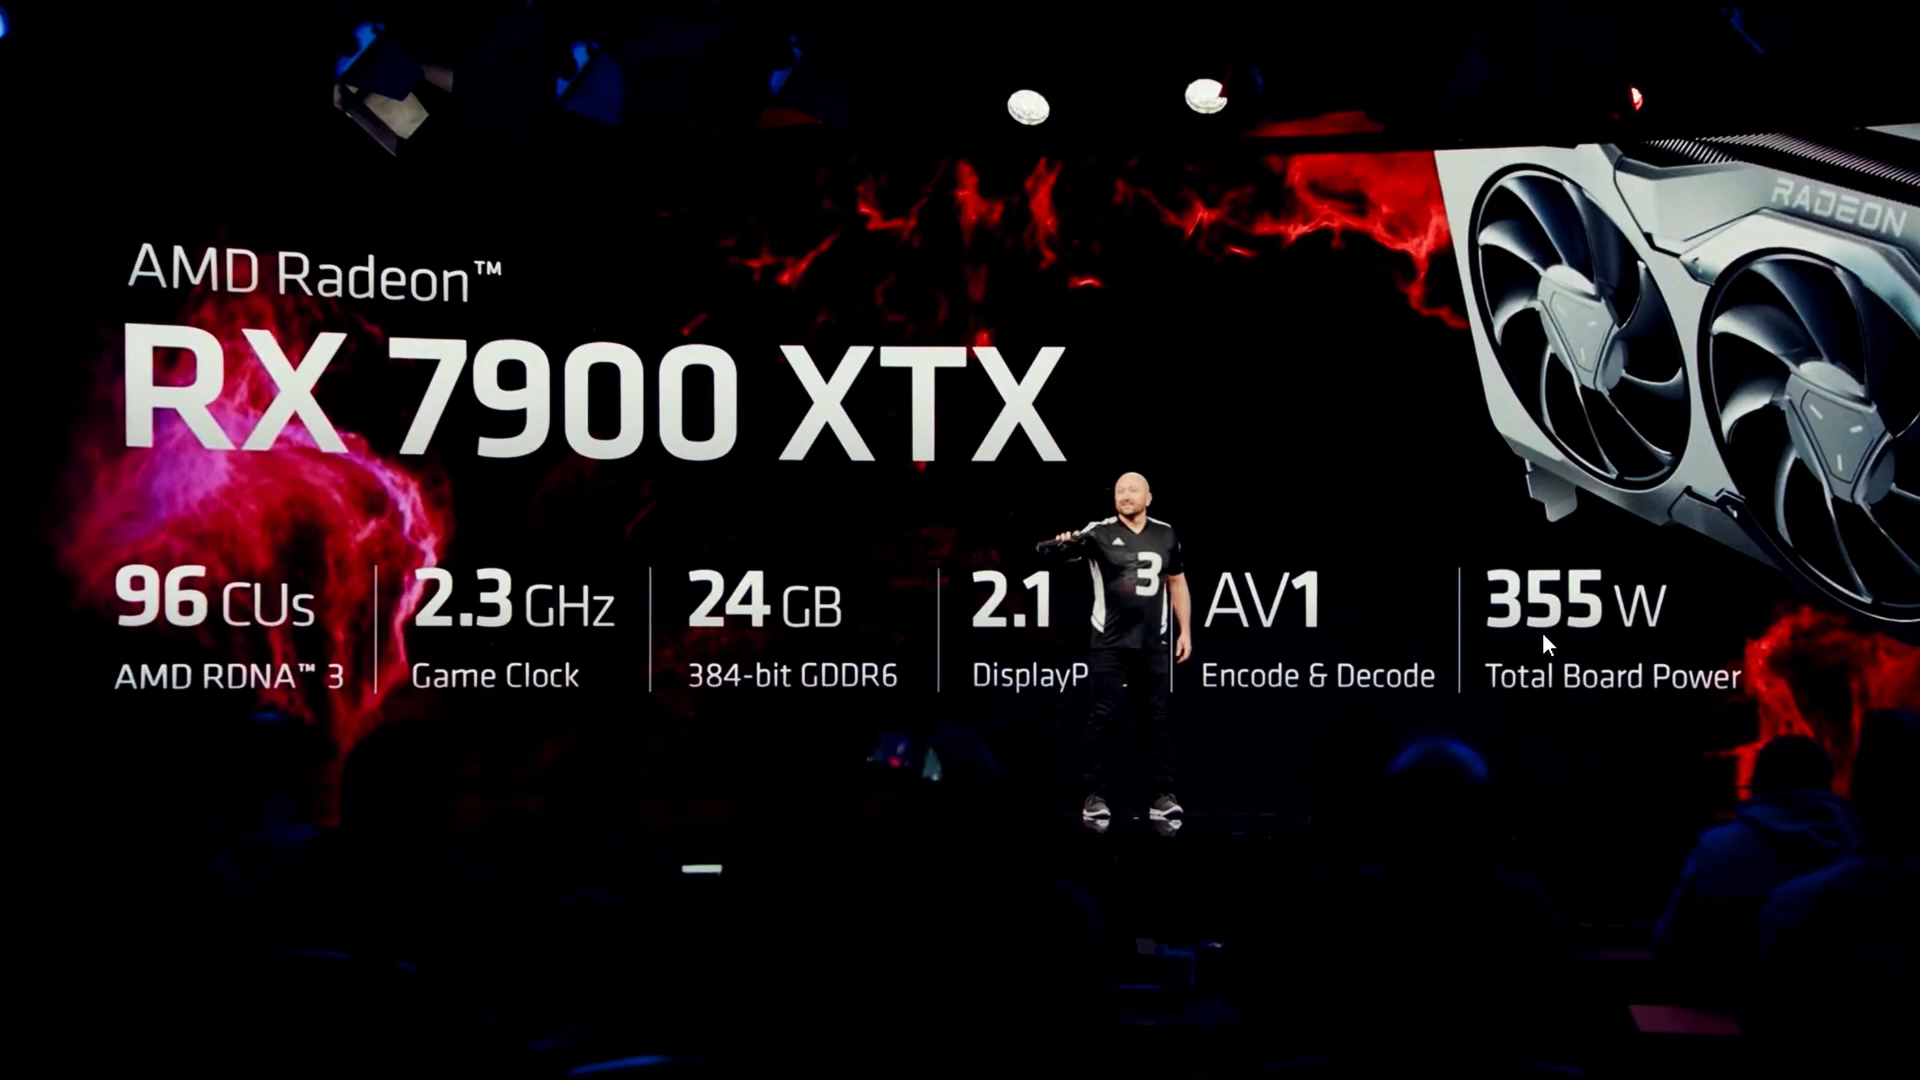 AMD Radeon™
RX 7900 XTX
RADEON
96 CUs
AMD RDNA™ 3
2.3 GHz
Game Clock
24 GB
384-bit GDDR6
2.1
DisplayP
AV1
Encode & Decode
355 W
Total Board Power
3